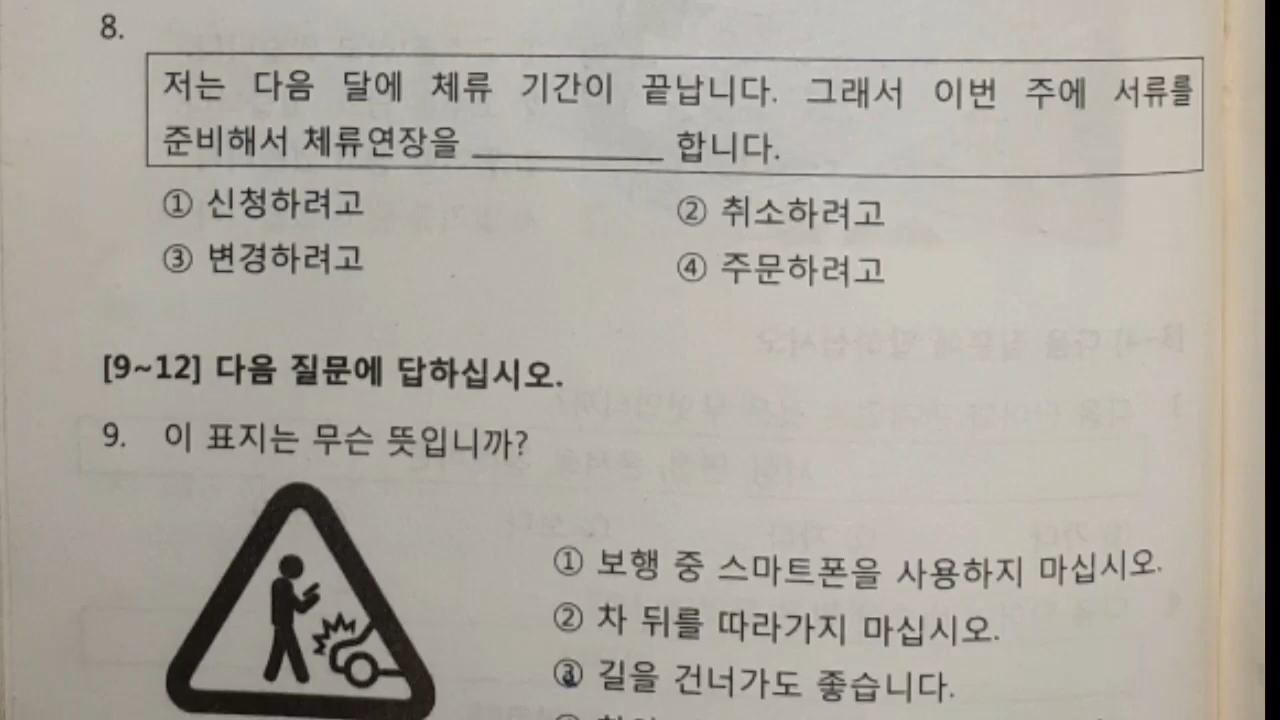 8.
저는 다음 달에 체류 기간이 끝납니다. 그래서 이번 주에 서류를
준비해서 체류연장을 ____________ 합니다.
① 신청하려고 ② 취소하려고
③ 변경하려고 ④ 주문하려고
[9~12] 다음 질문에 답하십시오.
9. 이 표지는 무슨 뜻입니까?
① 보행 중 스마트폰을 사용하지 마십시오.
② 차 뒤를 따라가지 마십시오.
③ 길을 건너가도 좋습니다.